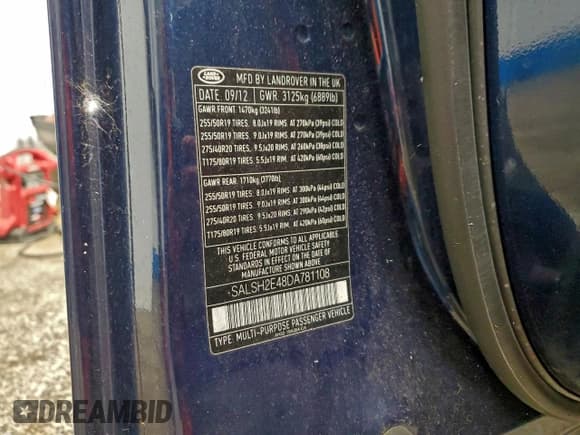 LAND ROVER
MFD BY LANDROVER IN THE UK
DATE: 09/12 GWR: 3125kg (6889lb)
GAWR FRONT: 1470kg (3241lb)
255/50R19 TIRES: 8.0Jx19 RIMS. AT 270kPa (39psi) COLD
255/50R19 TIRES: 9.0Jx19 RIMS. AT 270kPa (39psi) COLD
275/40R20 TIRES: 9.5Jx20 RIMS. AT 260kPa (38psi) COLD
T175/80R19 TIRES: 5.5Jx19 RIM. AT 420kPa (60psi) COLD
GAWR REAR: 1710kg (3770lb)
255/50R19 TIRES: 8.0Jx19 RIMS. AT 300kPa (44psi) COLD
255/50R19 TIRES: 9.0Jx19 RIMS. AT 300kPa (44psi) COLD
275/40R20 TIRES: 9.5Jx20 RIMS. AT 290kPa (42psi) COLD
T175/80R19 TIRES: 5.5Jx19 RIM. AT 420kPa (60psi) COLD
THIS VEHICLE CONFORMS TO ALL APPLICABLE
U.S. FEDERAL MOTOR VEHICLE SAFETY
STANDARDS IN EFFECT ON THE DATE OF
MANUFACTURE SHOWN ABOVE
SALSH2E48DA781108
TYPE: MULTI-PURPOSE PASSENGER VEHICLE
DREAMBID